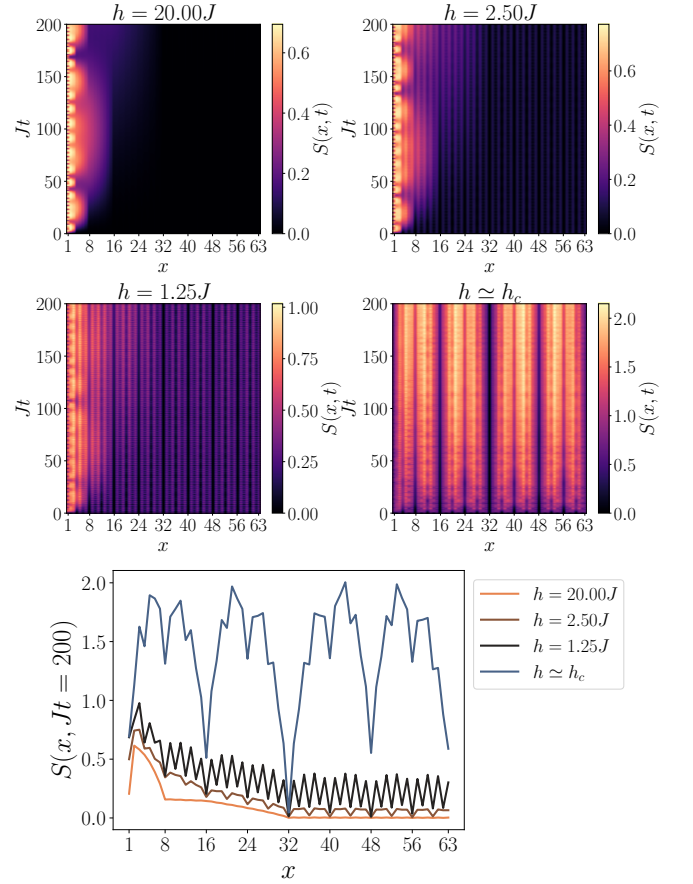 h = 20.00J
h = 2.50J
200
150
100
50
0
Jt
1 8 16 24 32 40 48 56 63
x
0.6
0.4
0.2
0.0
S(x, t)
200
150
100
50
0
Jt
1 8 16 24 32 40 48 56 63
x
0.6
0.4
0.2
0.0
S(x, t)
h = 1.25J
h ≃ h_c
200
150
100
50
0
Jt
1 8 16 24 32 40 48 56 63
x
1.00
0.75
0.50
0.25
0.00
S(x, t)
200
150
100
50
0
Jt
1 8 16 24 32 40 48 56 63
x
2.0
1.5
1.0
0.5
0.0
S(x, t)
2.0
1.5
1.0
0.5
0.0
S(x, Jt = 200)
1 8 16 24 32 40 48 56 63
x
h = 20.00J
h = 2.50J
h = 1.25J
h ≃ h_c